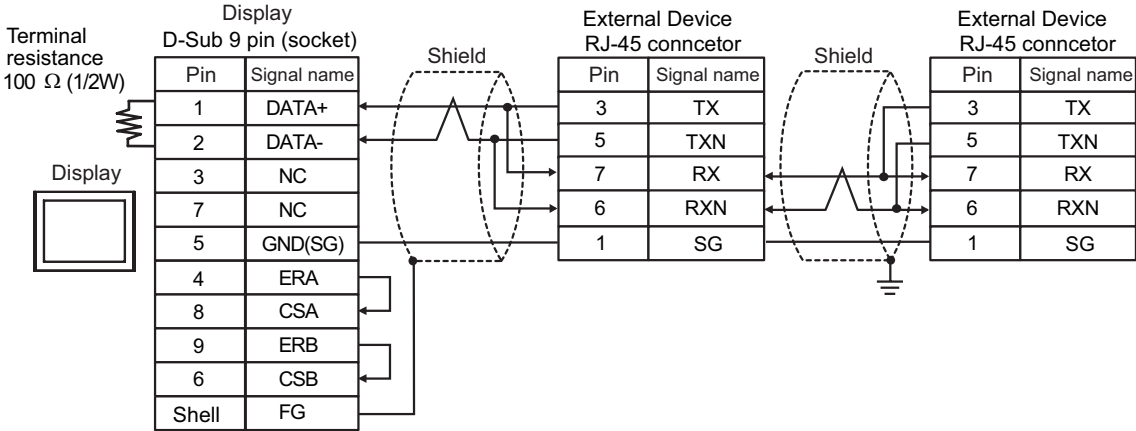 Terminal
resistance
100 Ω (1/2W)
Display
Display
D-Sub 9 pin (socket)
Pin Signal name
1 DATA+
2 DATA-
3 NC
7 NC
5 GND(SG)
4 ERA
8 CSA
9 ERB
6 CSB
Shell FG
Shield
External Device
RJ-45 conncetor
Pin Signal name
3 TX
5 TXN
7 RX
6 RXN
1 SG
Shield
External Device
RJ-45 conncetor
Pin Signal name
3 TX
5 TXN
7 RX
6 RXN
1 SG